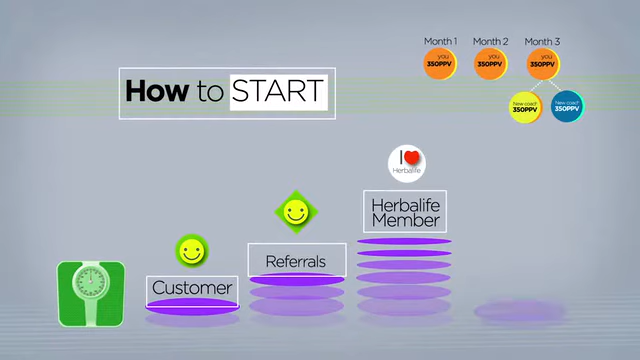 Month 1 Month 2 Month 3
you you you
350PPV 350PPV 350PPV
How to START
New coach New coach
350PPV 350PPV
I
Herbalife
Herbalife
Member
Referrals
Customer